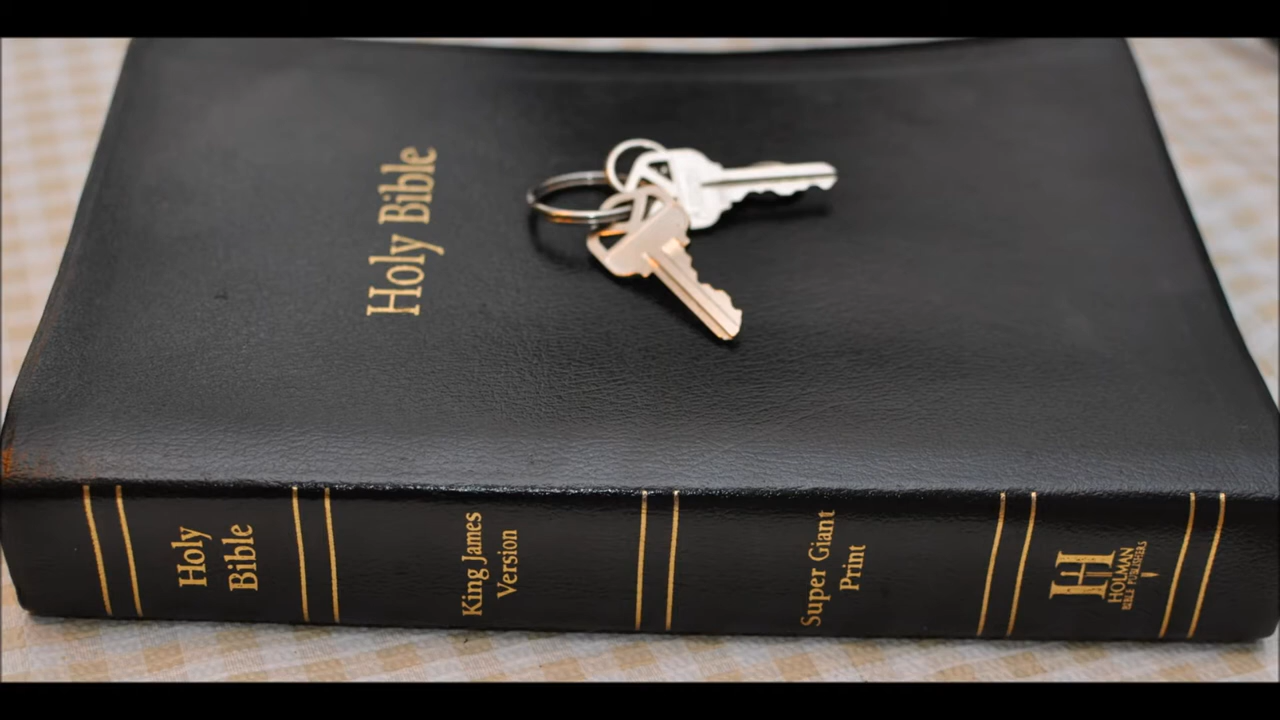 Holy Bible
Holy
Bible
King James
Version
Super Giant
Print
HOLMAN
BIBLE PUBLISHERS